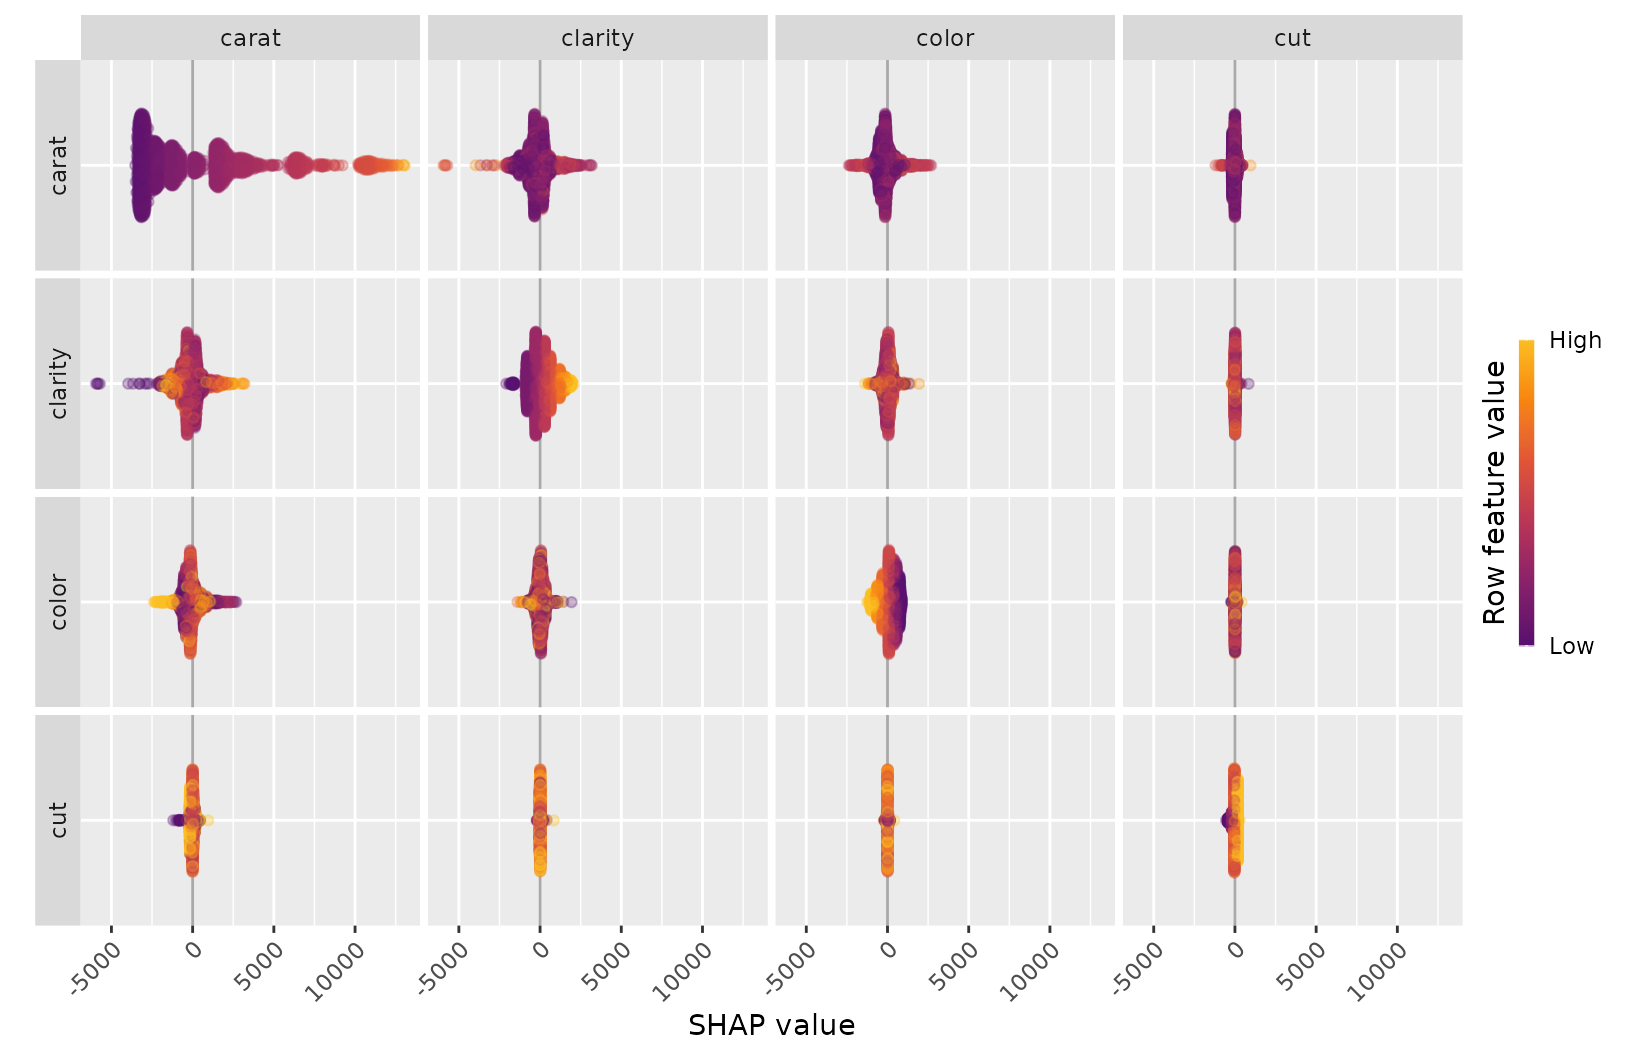 carat clarity color cut
carat
clarity
color
cut
-5000 0 5000 10000 -5000 0 5000 10000 -5000 0 5000 10000 -5000 0 5000 10000
SHAP value
Row feature value
High
Low